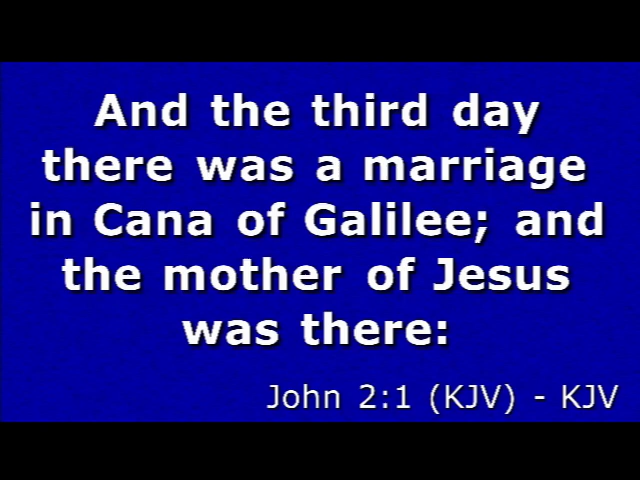 And the third day
there was a marriage
in Cana of Galilee; and
the mother of Jesus
was there:
John 2:1 (KJV) - KJV